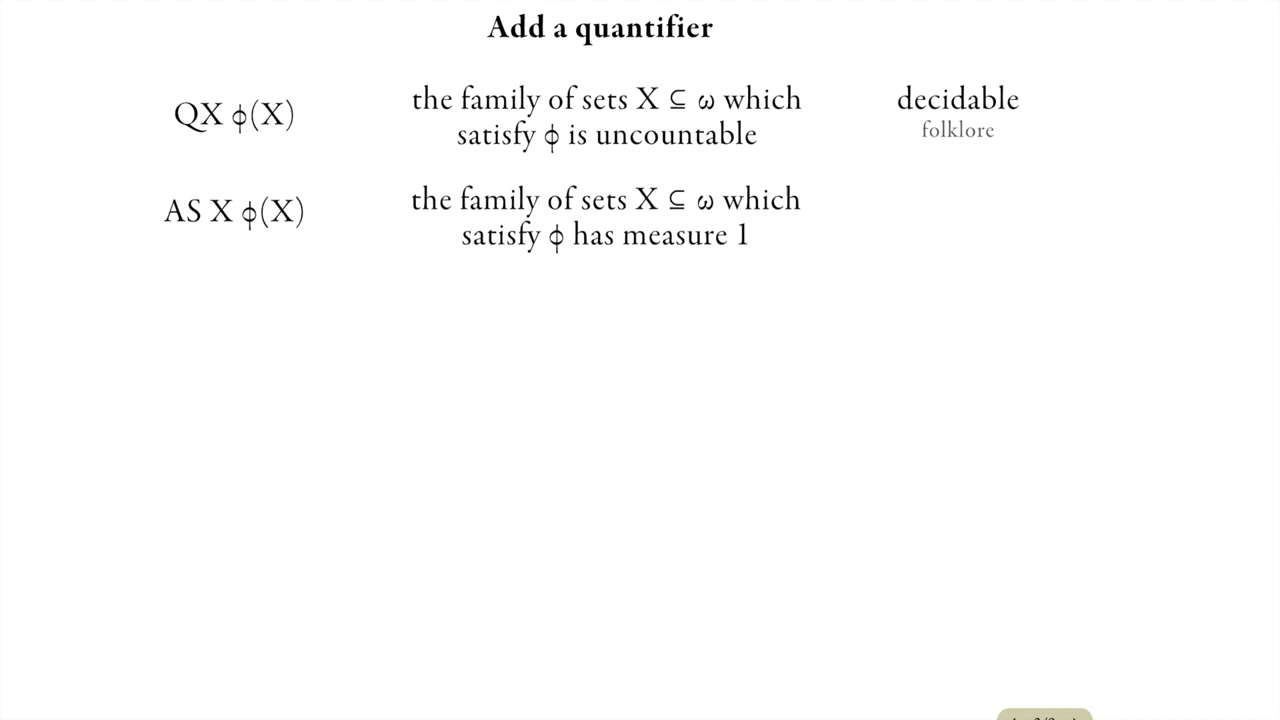 Add a quantifier
QX ϕ(X)
the family of sets X ⊆ ω which
satisfy ϕ is uncountable
decidable
folklore
AS X ϕ(X)
the family of sets X ⊆ ω which
satisfy ϕ has measure 1